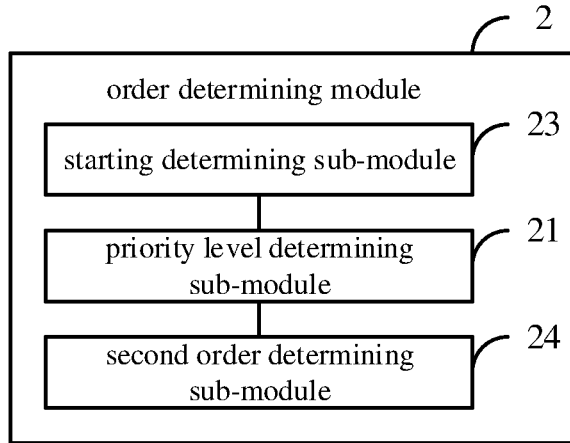 2
order determining module
23
starting determining sub-module
21
priority level determining
sub-module
24
second order determining
sub-module